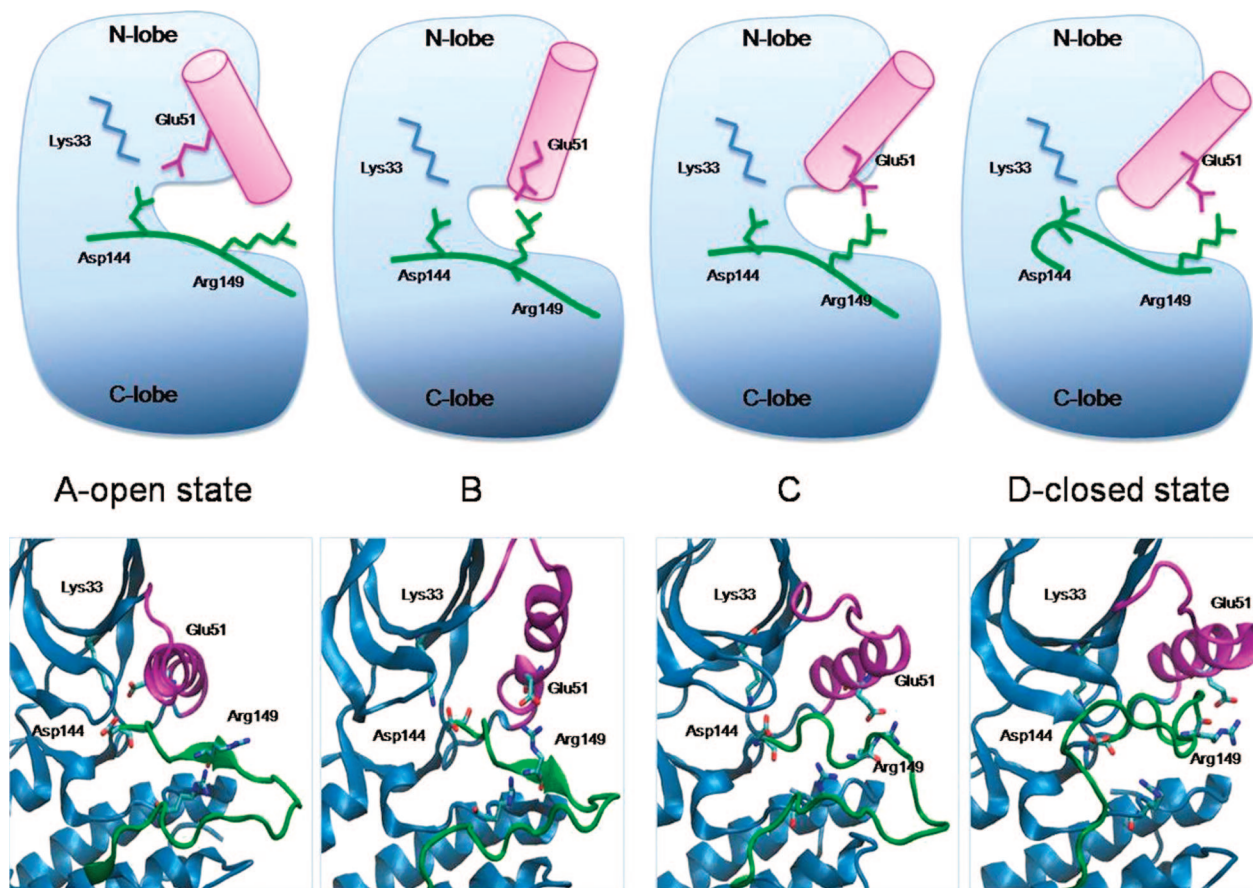 N-lobe
Glu51
Lys33
Asp144
Arg149
C-lobe
N-lobe
Glu51
Lys33
Asp144
Arg149
C-lobe
N-lobe
Glu51
Lys33
Asp144
Arg149
C-lobe
N-lobe
Glu51
Lys33
Asp144
Arg149
C-lobe
A-open state
B
C
D-closed state
Lys33
Glu51
Asp144
Arg149
Lys33
Glu51
Asp144
Arg149
Lys33
Glu51
Asp144
Arg149
Lys33
Glu51
Asp144
Arg149